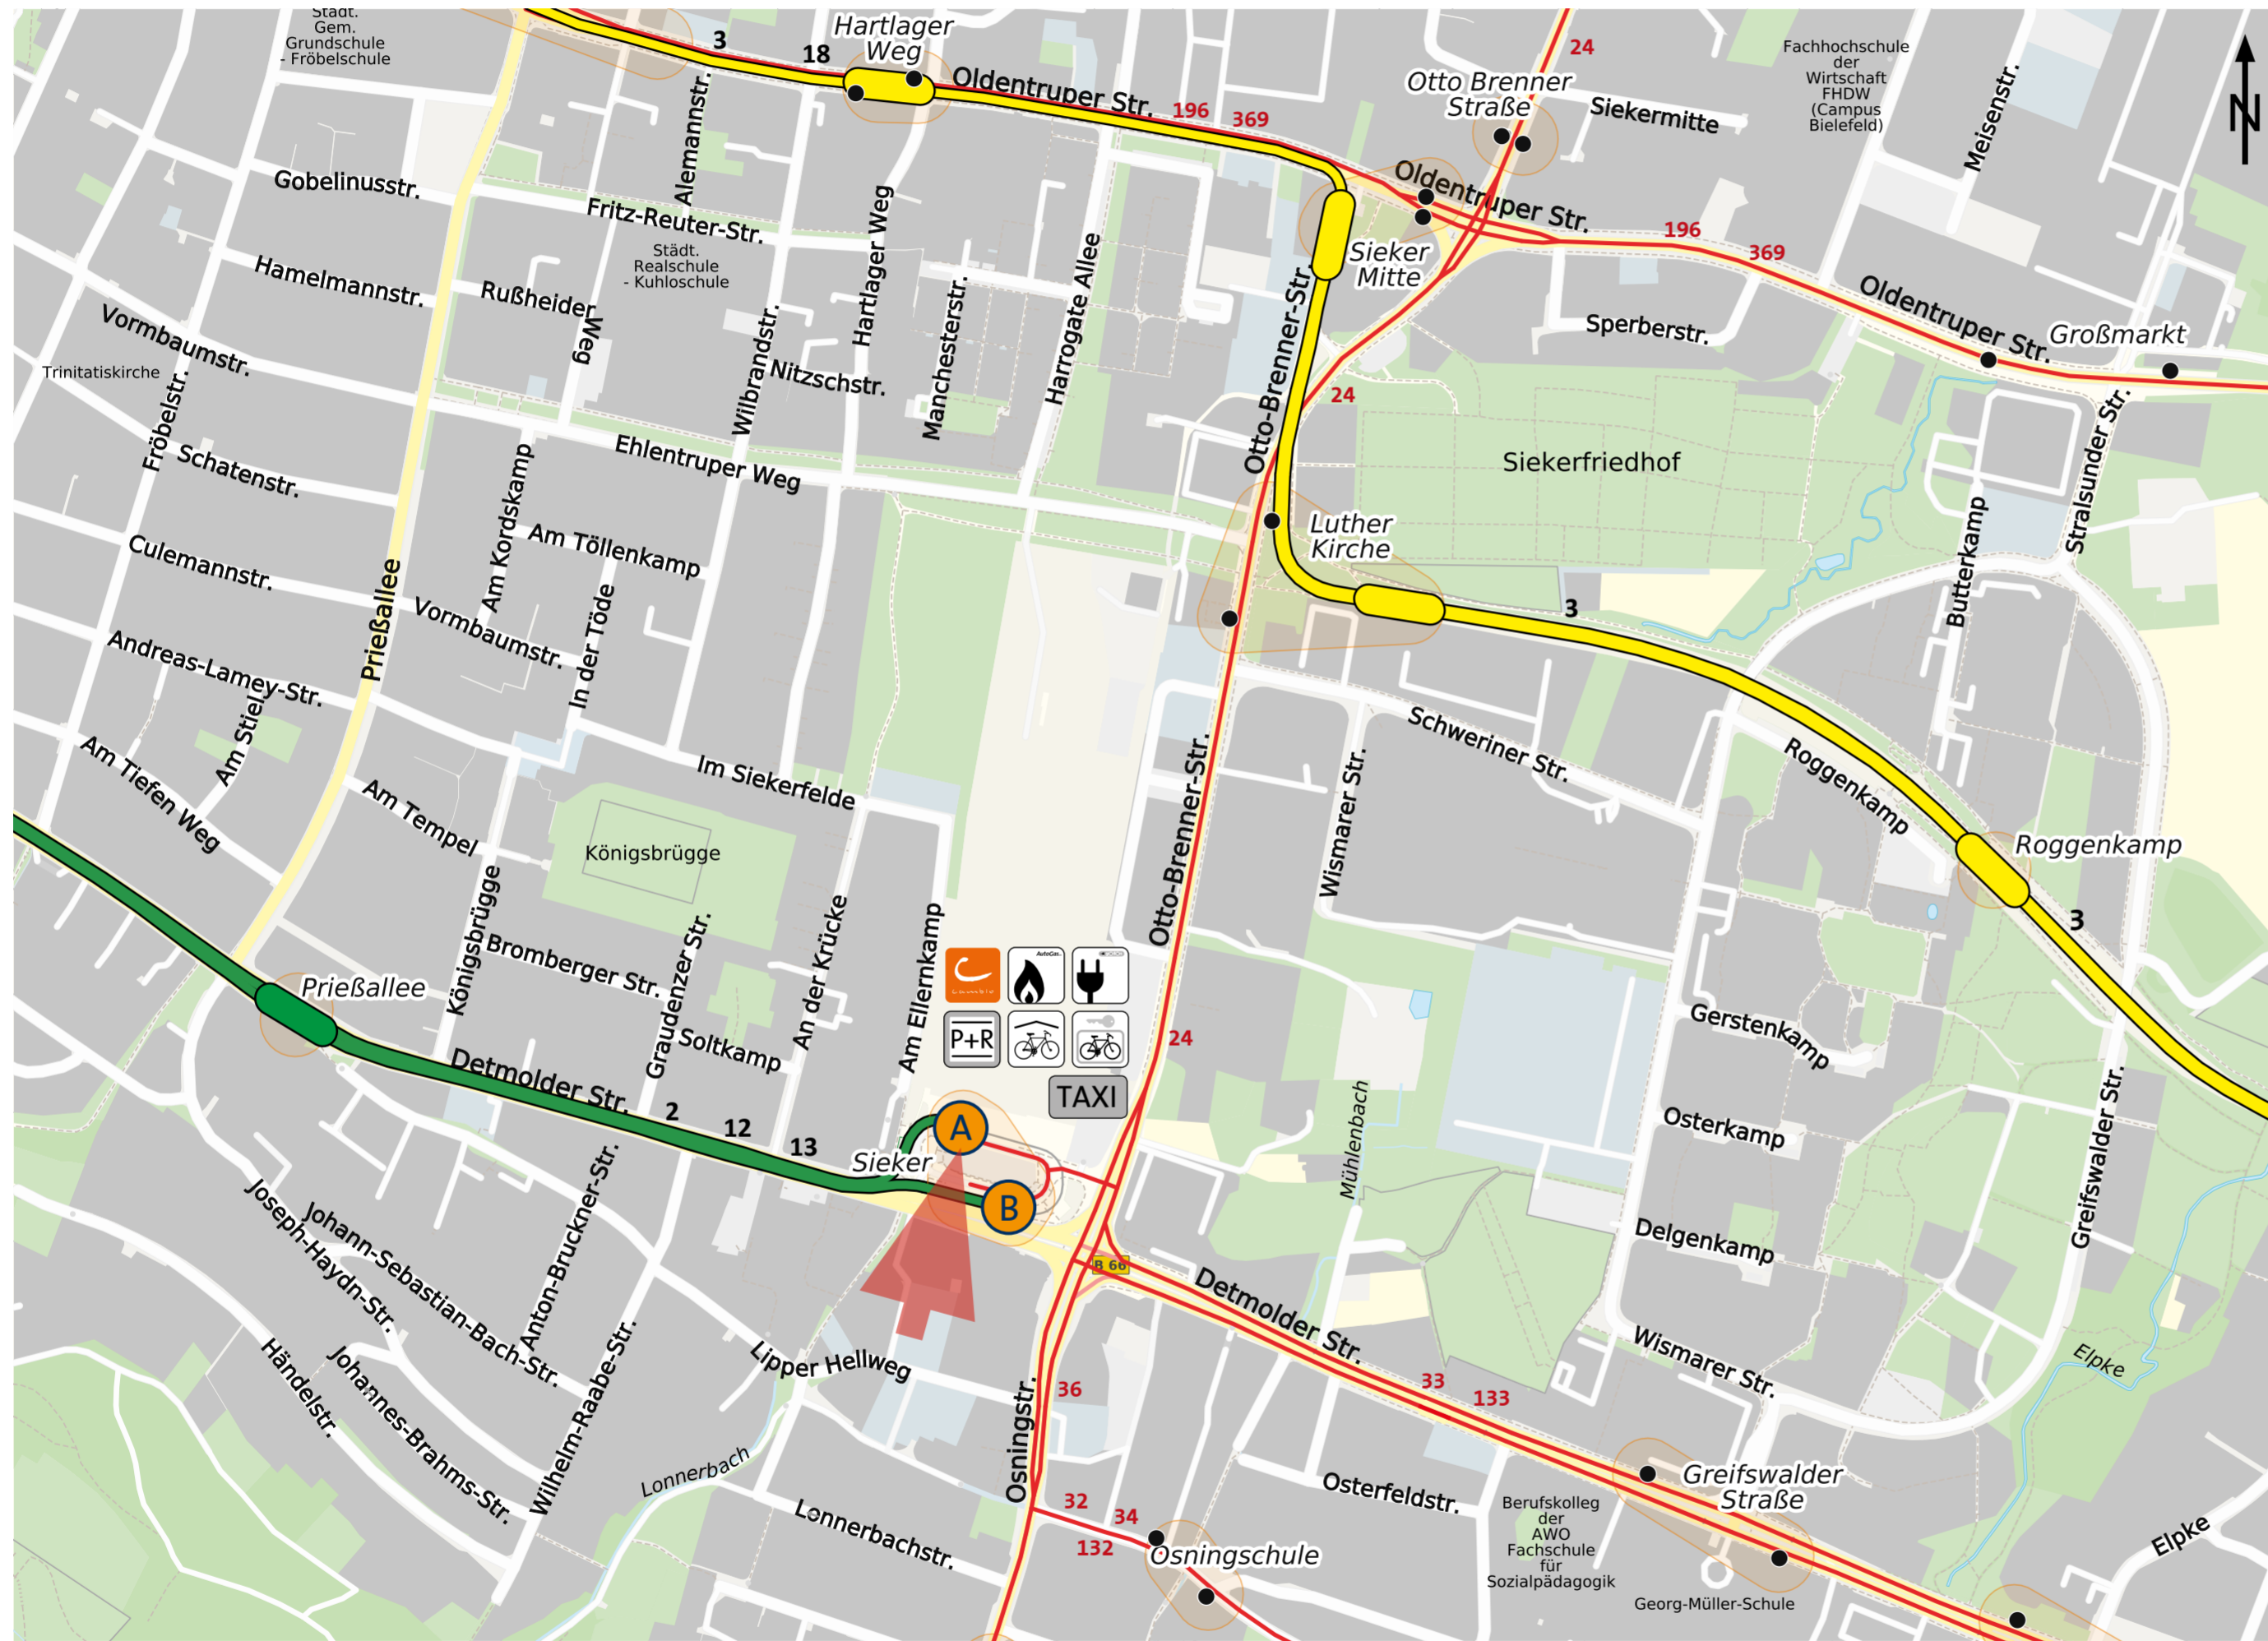 Städt.
Gem.
Grundschule
- Fröbelschule
3
18
Hartlager
Weg
Oldentruper Str.
196
369
24
Otto Brenner
Straße
Siekermitte
Fachhochschule
der
Wirtschaft
FHDW
(Campus
Bielefeld)
Meisenstr.
N
Gobelinusstr.
Alemannstr.
Fritz-Reuter-Str.
Städt.
Realschule
- Kuhloschule
Hartlager Weg
Harrogate Allee
Oldentruper Str.
Sieker
Mitte
196
369
Oldentruper Str.
Großmarkt
Hamelmannstr.
Rußheider
Weg
Vormbaumstr.
Trinitatiskirche
Fröbelstr.
Wilbrandstr.
Nitzschstr.
Manchesterstr.
Otto-Brenner-Str.
24
Sperberstr.
Siekerfriedhof
Stralsunder Str.
Schatenstr.
Ehlentruper Weg
Am Kordskamp
Am Töllenkamp
Culemannstr.
Prießallee
Vormbaumstr.
In der Töde
Luther
Kirche
3
Butterkamp
Andreas-Lamey-Str.
Am Stiel
Am Tiefen Weg
Am Tempel
Im Siekerfelde
Königsbrügge
Schweriner Str.
Wismarer Str.
Otto-Brenner-Str.
Roggenkamp
Roggenkamp
3
Königsbrügge
Bromberger Str.
Graudenzer Str.
Soltkamp
An der Krücke
Am Ellernkamp
Cambio
AutoGas
P+R
TAXI
24
Prießallee
Detmolder Str.
2
12
13
Sieker
A
B
B 66
Mühlenbach
Gerstenkamp
Osterkamp
Delgenkamp
Wismarer Str.
Greifswalder Str.
Elpke
Joseph-Haydn-Str.
Johann-Sebastian-Bach-Str.
Anton-Bruckner-Str.
Händelstr.
Johannes-Brahms-Str.
Wilhelm-Raabe-Str.
Lipper Hellweg
Lonnerbach
Lonnerbachstr.
Osningstr.
36
Detmolder Str.
33
133
32
34
132
Osningschule
Osterfeldstr.
Berufskolleg
der
AWO
Fachschule
für
Sozialpädagogik
Greifswalder
Straße
Georg-Müller-Schule
Elpke